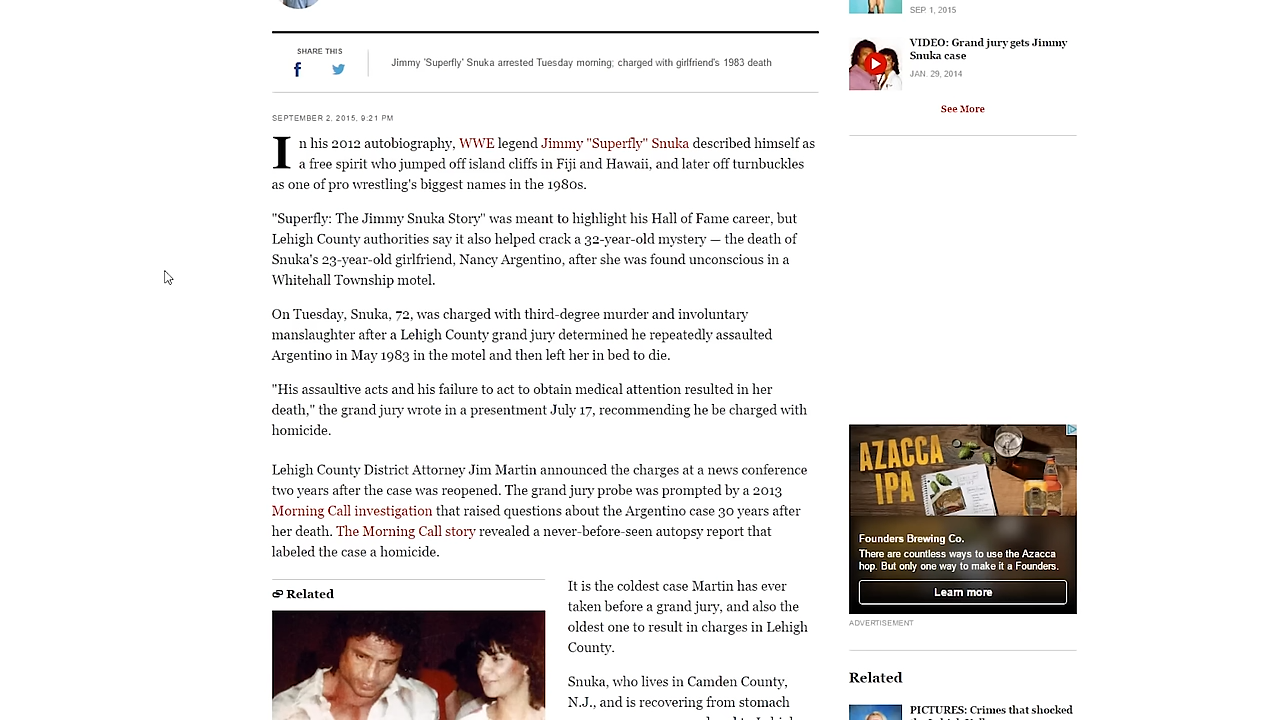 SEP. 1, 2015
SHARE THIS
Jimmy 'Superfly' Snuka arrested Tuesday morning; charged with girlfriend's 1983 death
VIDEO: Grand jury gets Jimmy
Snuka case
JAN. 29, 2014
See More
SEPTEMBER 2, 2015, 9:21 PM
In his 2012 autobiography, WWE legend Jimmy "Superfly" Snuka described himself as
a free spirit who jumped off island cliffs in Fiji and Hawaii, and later off turnbuckles
as one of pro wrestling's biggest names in the 1980s.
"Superfly: The Jimmy Snuka Story" was meant to highlight his Hall of Fame career, but
Lehigh County authorities say it also helped crack a 32-year-old mystery — the death of
Snuka's 23-year-old girlfriend, Nancy Argentino, after she was found unconscious in a
Whitehall Township motel.
On Tuesday, Snuka, 72, was charged with third-degree murder and involuntary
manslaughter after a Lehigh County grand jury determined he repeatedly assaulted
Argentino in May 1983 in the motel and then left her in bed to die.
"His assaultive acts and his failure to act to obtain medical attention resulted in her
death," the grand jury wrote in a presentment July 17, recommending he be charged with
homicide.
Lehigh County District Attorney Jim Martin announced the charges at a news conference
two years after the case was reopened. The grand jury probe was prompted by a 2013
Morning Call investigation that raised questions about the Argentino case 30 years after
her death. The Morning Call story revealed a never-before-seen autopsy report that
labeled the case a homicide.
Related
It is the coldest case Martin has ever
taken before a grand jury, and also the
oldest one to result in charges in Lehigh
County.
Snuka, who lives in Camden County,
N.J., and is recovering from stomach
AZACCA
IPA
Founders Brewing Co.
There are countless ways to use the Azacca
hop. But only one way to make it a Founders.
Learn more
ADVERTISEMENT
Related
PICTURES: Crimes that shocked